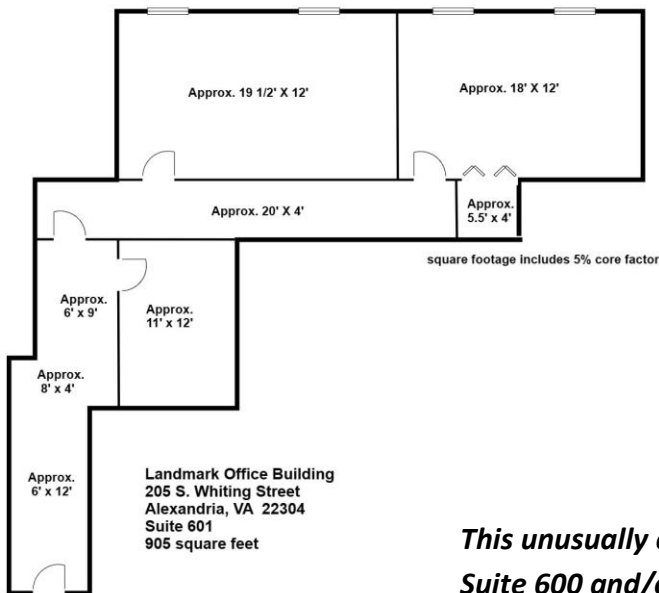 Approx. 19 1/2' X 12'
Approx. 18' X 12'
Approx. 20' X 4'
Approx.
5.5' x 4'
square footage includes 5% core factor
Approx.
6' x 9'
Approx.
11' x 12'
Approx.
8' x 4'
Approx.
6' x 12'
Landmark Office Building
205 S. Whiting Street
Alexandria, VA 22304
Suite 601
905 square feet
This unusually
Suite 600 and/